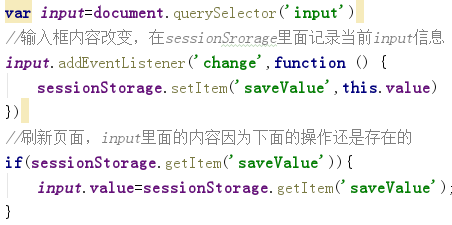 var input=document.querySelector('input')
//输入框内容改变，在sessionSrorage里面记录当前input信息
input.addEventListener('change',function () {
    sessionStorage.setItem('saveValue',this.value)
})
//刷新页面，input里面的内容因为下面的操作还是存在的
if(sessionStorage.getItem('saveValue')){
    input.value=sessionStorage.getItem('saveValue');
}